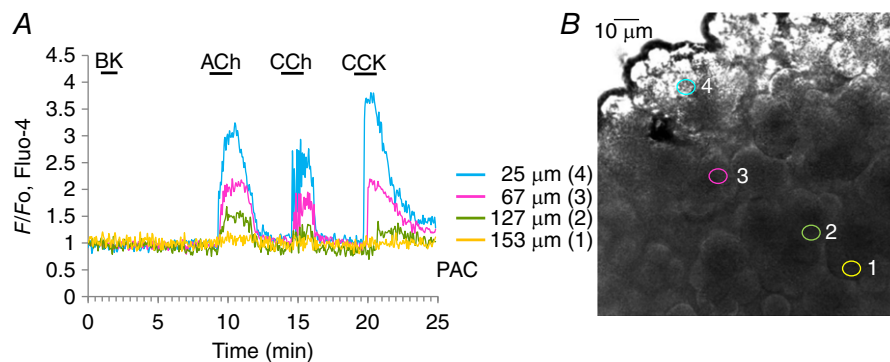 A
F/Fo, Fluo-4
4.5
4
3.5
3
2.5
2
1.5
1
0.5
0
BK
ACh
CCh
CCK
PAC
0 5 10 15 20 25
Time (min)
25 µm (4)
67 µm (3)
127 µm (2)
153 µm (1)
B
10 µm
4
3
2
1